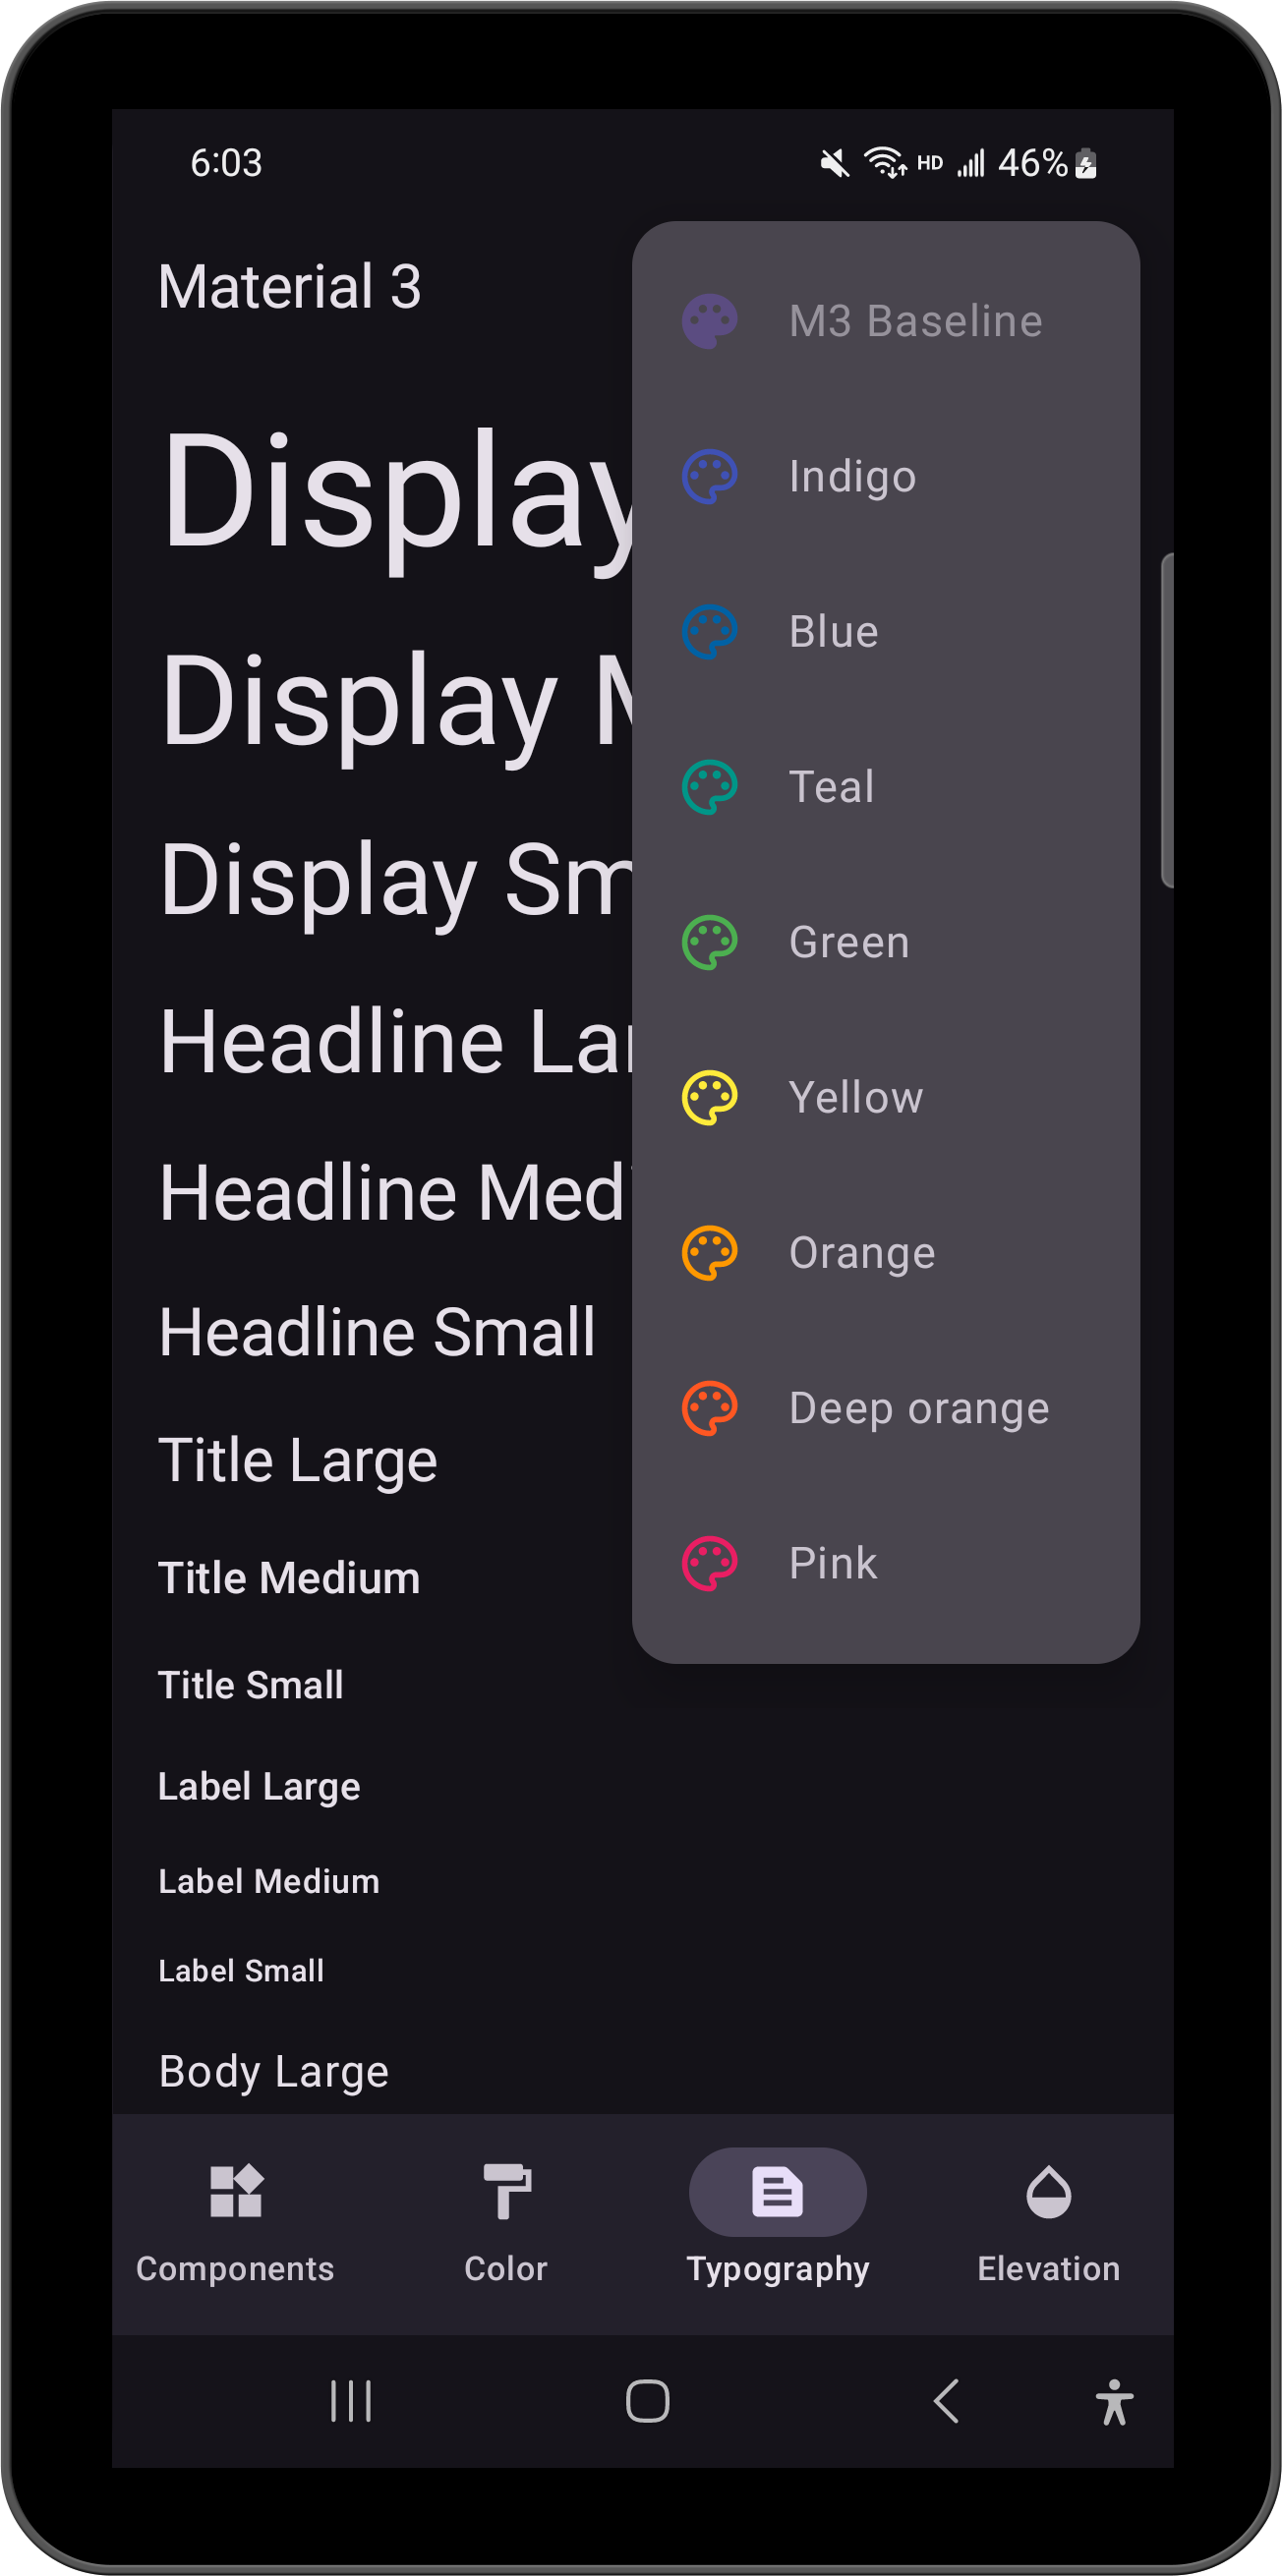 6:03 HD 46%
Material 3
Display
Display
Display Sm
Headline
Headline Medi
Headline Small
Title Large
Title Medium
Title Small
Label Large
Label Medium
Label Small
Body Large
M3 Baseline
Indigo
Blue
Teal
Green
Yellow
Orange
Deep orange
Pink
Components Color Typography Elevation